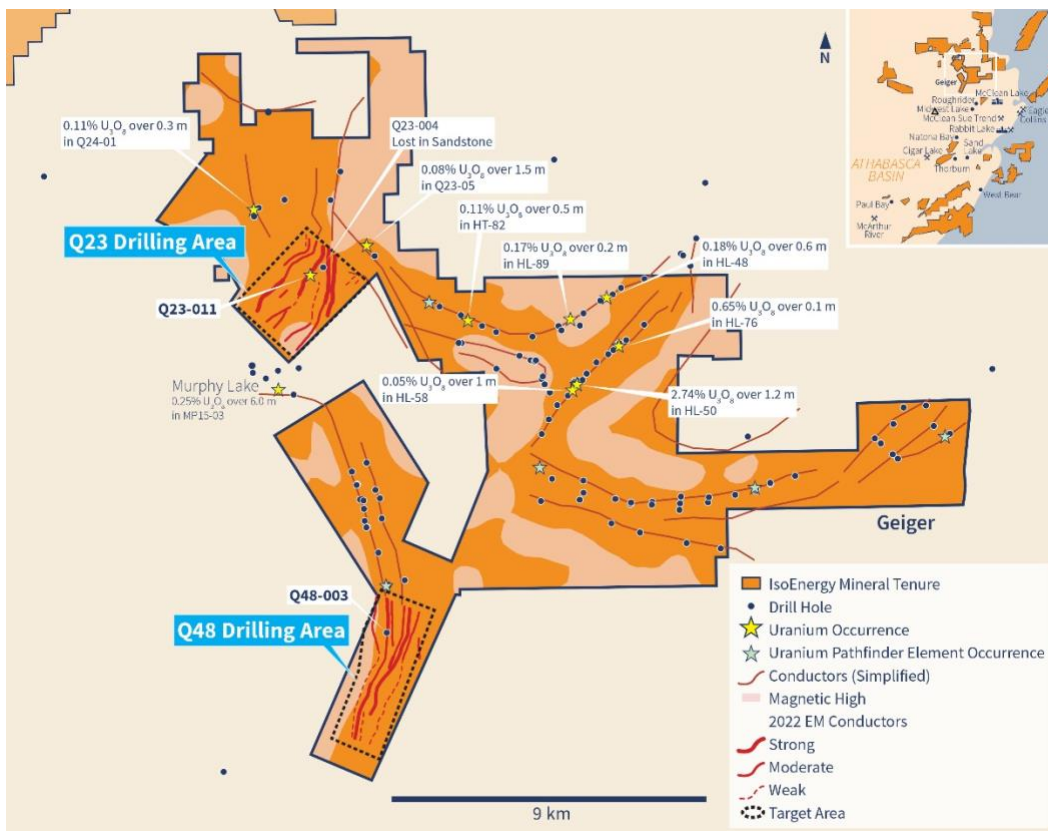 N
0.11% U₃O₈ over 0.3 m
in Q24-01
Q23-004
Lost in Sandstone
0.08% U₃O₈ over 1.5 m
in Q23-05
0.11% U₃O₈ over 0.5 m
in HT-82
0.17% U₃O₈ over 0.2 m
in HL-89
0.18% U₃O₈ over 0.6 m
in HL-48
0.65% U₃O₈ over 0.1 m
in HL-76
Q23 Drilling Area
Q23-011
Murphy Lake
0.25% U₃O₈ over 6.0 m
in MP15-03
0.05% U₃O₈ over 1 m
in HL-58
2.74% U₃O₈ over 1.2 m
in HL-50
Geiger
Q48-003
Q48 Drilling Area
9 km
Geiger
McClean Lake
Roughrider
Midwest Lake
McClean Sue Trend
Eagle
Collins
Rabbit Lake
Natona Bay
Sand
Lake
Cigar Lake
ATHABASCA
BASIN
Thorburn
West Bear
Paul Bay
McArthur
River
IsoEnergy Mineral Tenure
Drill Hole
Uranium Occurrence
Uranium Pathfinder Element Occurrence
Conductors (Simplified)
Magnetic High
2022 EM Conductors
Strong
Moderate
Weak
Target Area